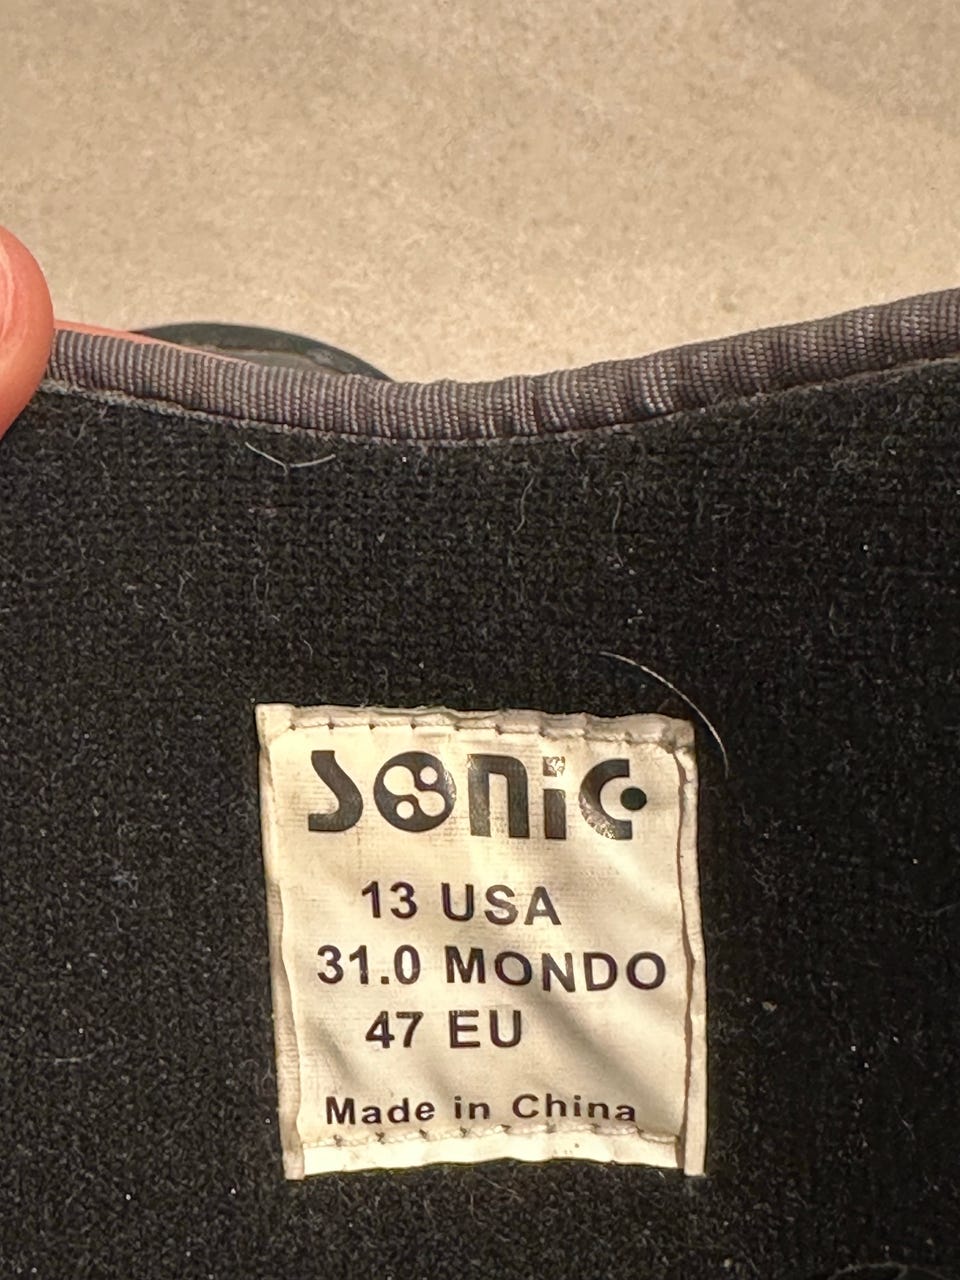 SONiC
13 USA
31.0 MONDO
47 EU
Made in China